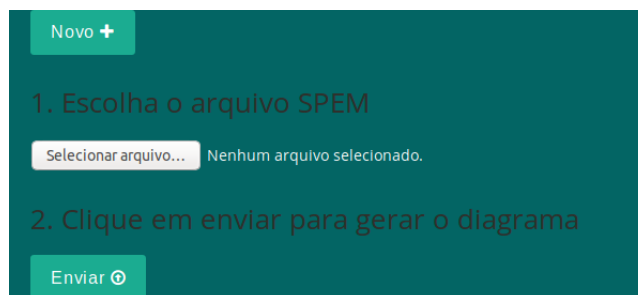 Novo
1. Escolha o arquivo SPEM
Selecionar arquivo... Nenhum arquivo selecionado.
2. Clique em enviar para gerar o diagrama
Enviar